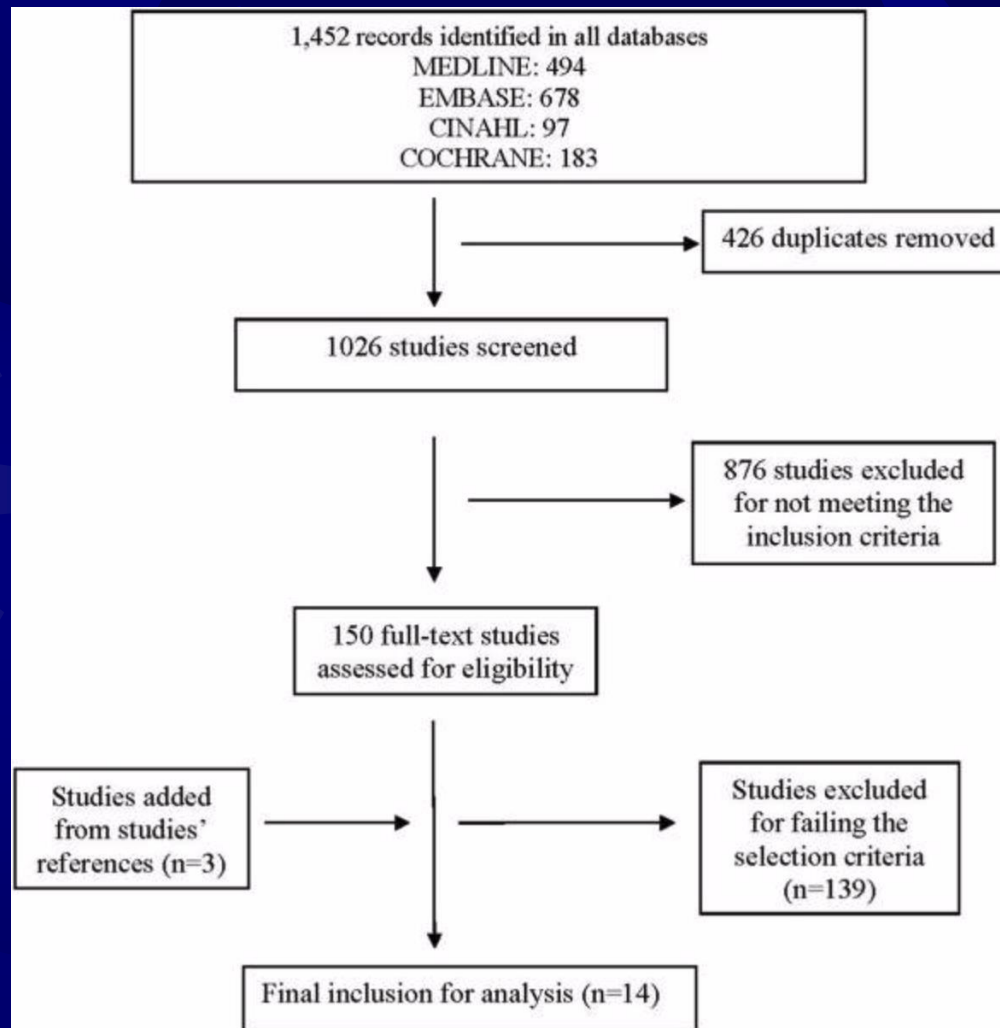 1,452 records identified in all databases
MEDLINE: 494
EMBASE: 678
CINAHL: 97
COCHRANE: 183
426 duplicates removed
1026 studies screened
876 studies excluded
for not meeting the
inclusion criteria
150 full-text studies
assessed for eligibility
Studies added
from studies’
references (n=3)
Studies excluded
for failing the
selection criteria
(n=139)
Final inclusion for analysis (n=14)